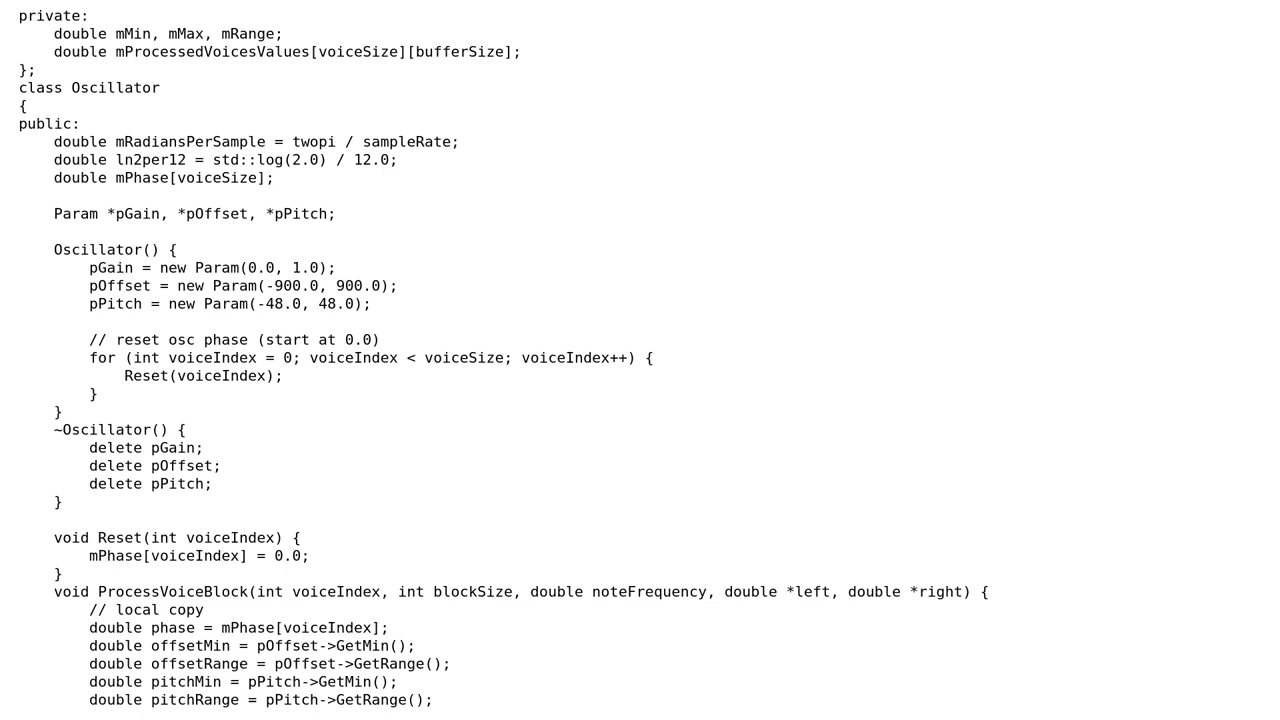 private:
    double mMin, mMax, mRange;
    double mProcessedVoicesValues[voiceSize][bufferSize];
};
class Oscillator
{
public:
    double mRadiansPerSample = twopi / sampleRate;
    double ln2per12 = std::log(2.0) / 12.0;
    double mPhase[voiceSize];

    Param *pGain, *pOffset, *pPitch;

    Oscillator() {
        pGain = new Param(0.0, 1.0);
        pOffset = new Param(-900.0, 900.0);
        pPitch = new Param(-48.0, 48.0);

        // reset osc phase (start at 0.0)
        for (int voiceIndex = 0; voiceIndex < voiceSize; voiceIndex++) {
            Reset(voiceIndex);
        }
    }
    ~Oscillator() {
        delete pGain;
        delete pOffset;
        delete pPitch;
    }

    void Reset(int voiceIndex) {
        mPhase[voiceIndex] = 0.0;
    }
    void ProcessVoiceBlock(int voiceIndex, int blockSize, double noteFrequency, double *left, double *right) {
        // local copy
        double phase = mPhase[voiceIndex];
        double offsetMin = pOffset->GetMin();
        double offsetRange = pOffset->GetRange();
        double pitchMin = pPitch->GetMin();
        double pitchRange = pPitch->GetRange();